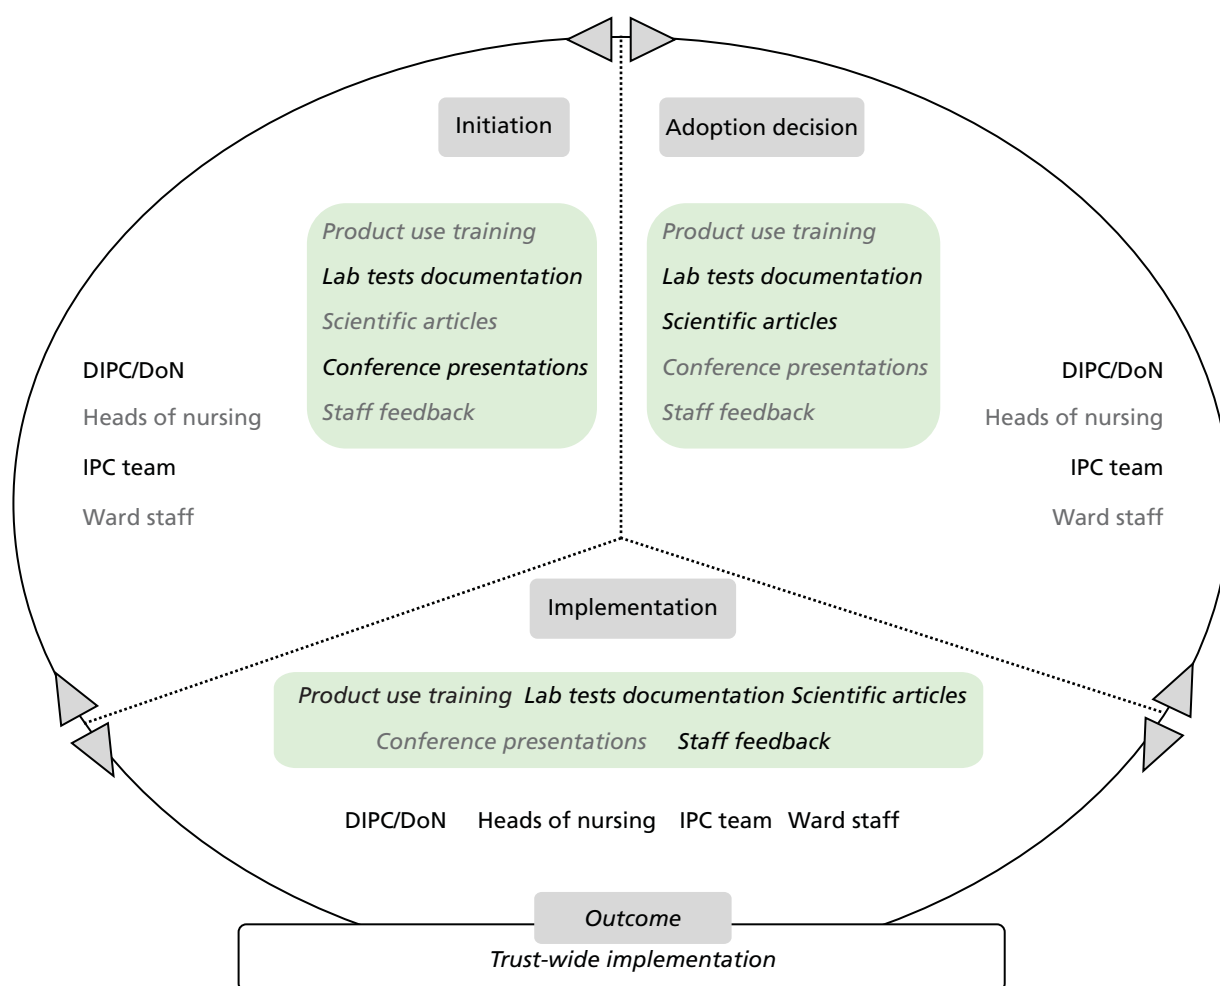 Initiation
Adoption decision
Product use training
Lab tests documentation
Scientific articles
Conference presentations
Staff feedback
Product use training
Lab tests documentation
Scientific articles
Conference presentations
Staff feedback
DIPC/DoN
Heads of nursing
IPC team
Ward staff
DIPC/DoN
Heads of nursing
IPC team
Ward staff
Implementation
Product use training Lab tests documentation Scientific articles
Conference presentations Staff feedback
DIPC/DoN Heads of nursing IPC team Ward staff
Outcome
Trust-wide implementation